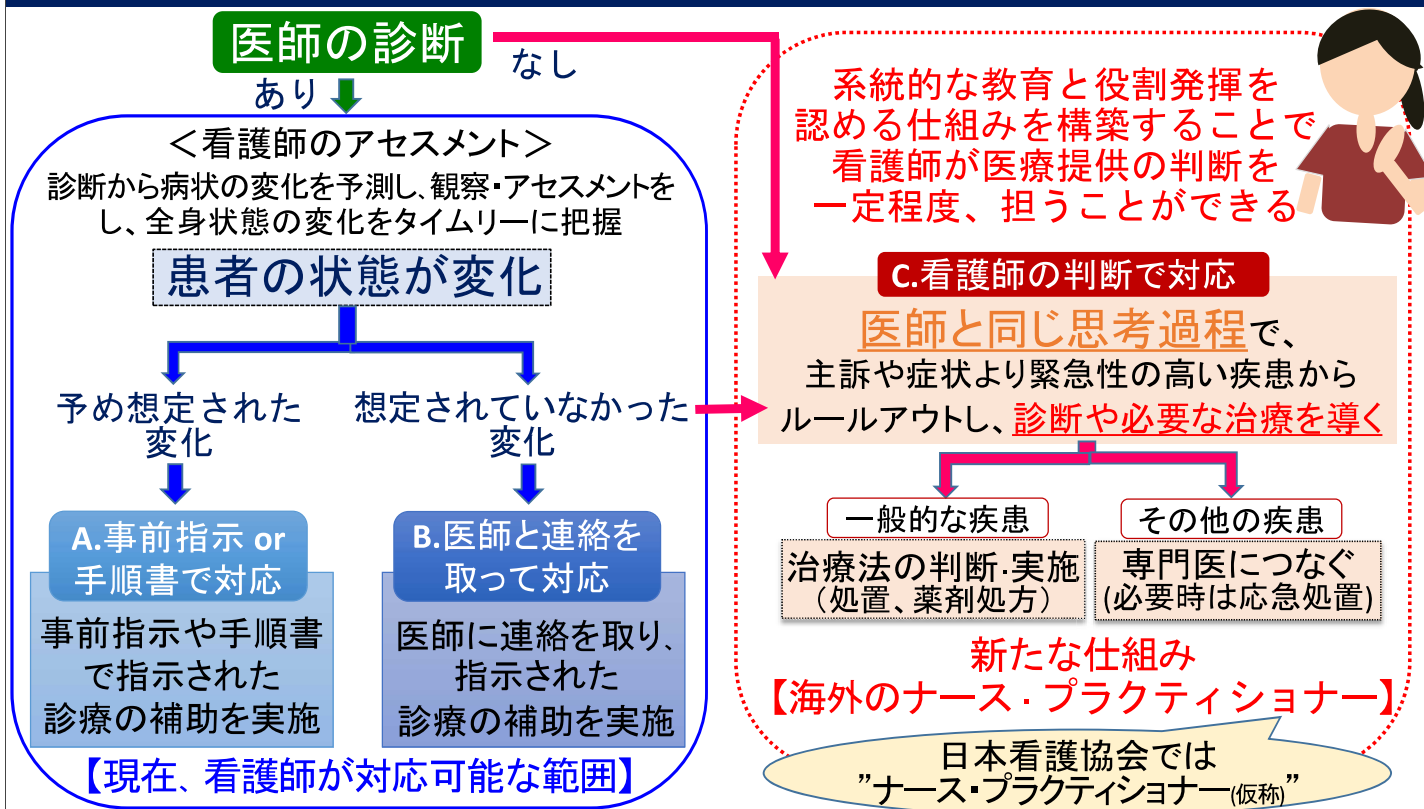 医師の診断
なし
あり
＜看護師のアセスメント＞
診断から病状の変化を予測し、観察・アセスメントを
し、全身状態の変化をタイムリーに把握
患者の状態が変化
予め想定された
変化
想定されていなかった
変化
A.事前指示 or
手順書で対応
事前指示や手順書
で指示された
診療の補助を実施
B.医師と連絡を
取って対応
医師に連絡を取り、
指示された
診療の補助を実施
【現在、看護師が対応可能な範囲】
系統的な教育と役割発揮を
認める仕組みを構築することで
看護師が医療提供の判断を
一定程度、担うことができる
C.看護師の判断で対応
医師と同じ思考過程で、
主訴や症状より緊急性の高い疾患から
ルールアウトし、診断や必要な治療を導く
一般的な疾患
治療法の判断・実施
（処置、薬剤処方）
その他の疾患
専門医につなぐ
(必要時は応急処置)
新たな仕組み
【海外のナース・プラクティショナー】
日本看護協会では
”ナース・プラクティショナー(仮称)”